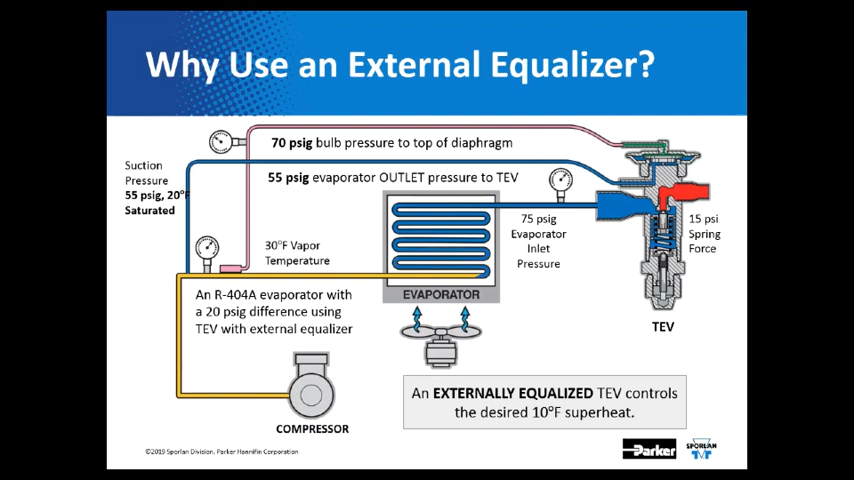 Why Use an External Equalizer?
70 psig bulb pressure to top of diaphragm
Suction
Pressure
55 psig, 20°F
Saturated
55 psig evaporator OUTLET pressure to TEV
75 psig
Evaporator
Inlet
Pressure
15 psi
Spring
Force
30°F Vapor
Temperature
An R-404A evaporator with
a 20 psig difference using
TEV with external equalizer
EVAPORATOR
TEV
An EXTERNALLY EQUALIZED TEV controls
the desired 10°F superheat.
COMPRESSOR
©2019 Sporlan Division, Parker Hannifin Corporation
Parker
SPORLAN